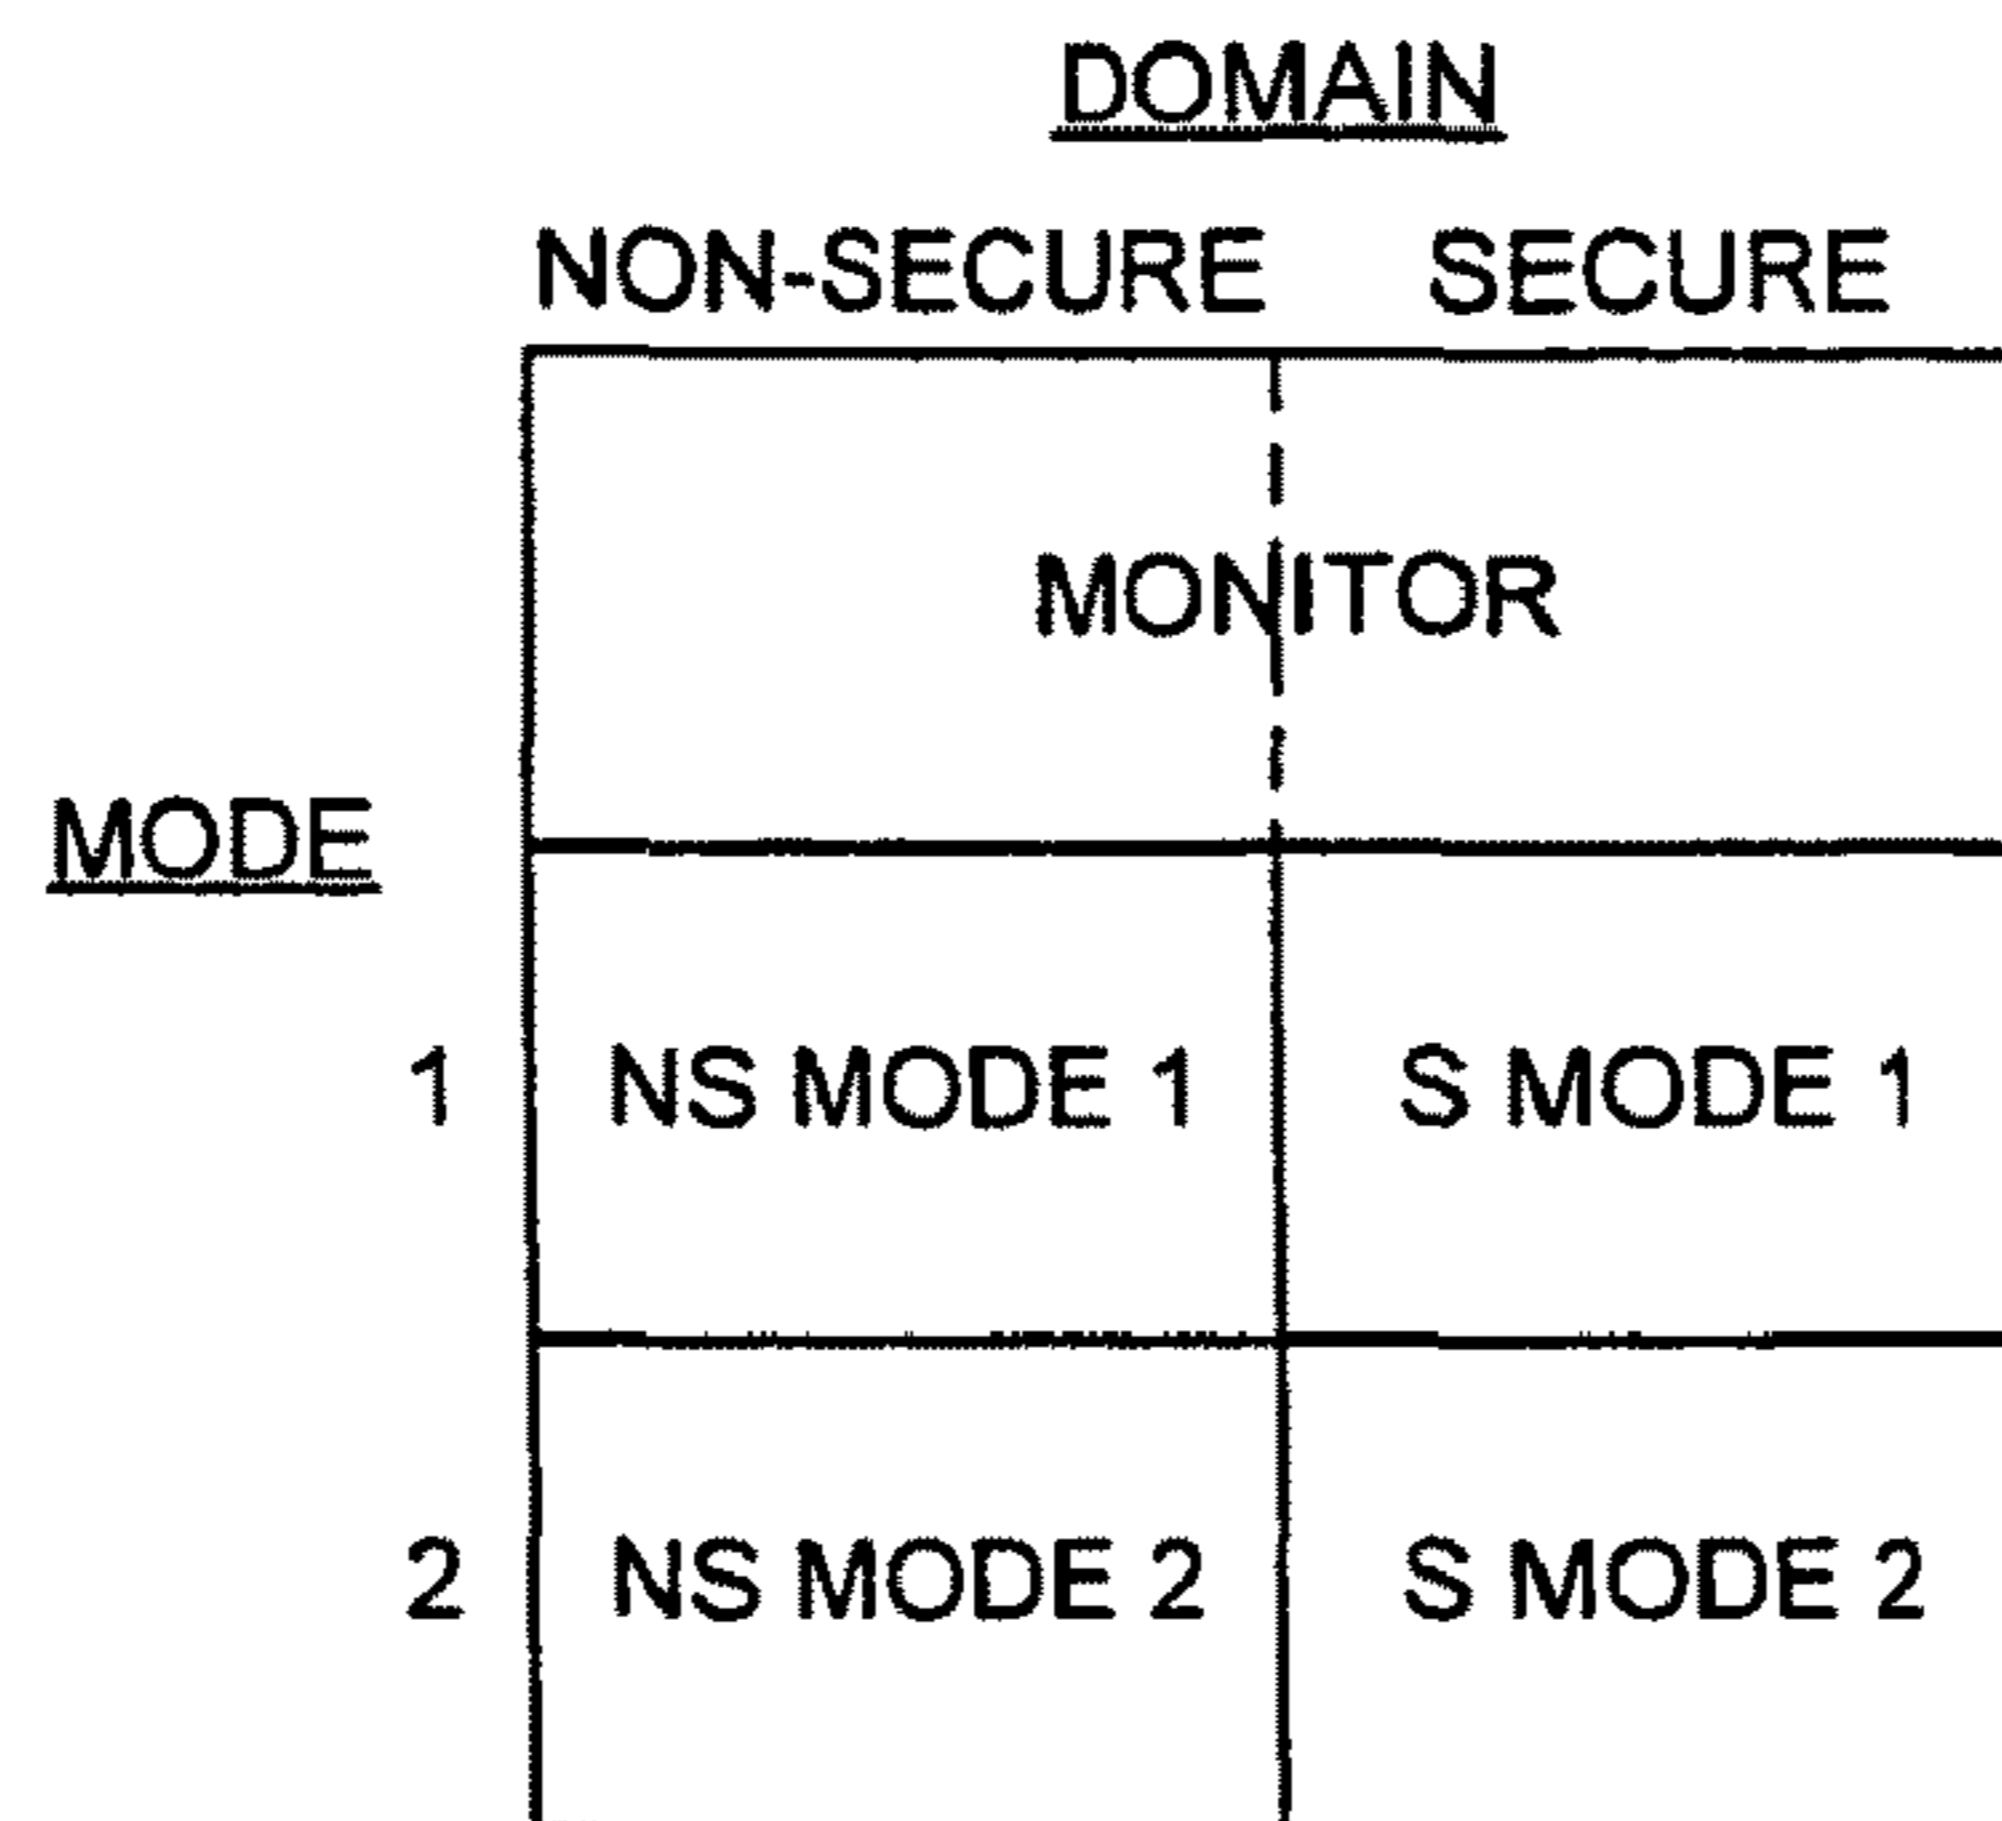 DOMAIN
NON-SECURE SECURE
MONITOR
MODE
1 NS MODE 1 S MODE 1
2 NS MODE 2 S MODE 2